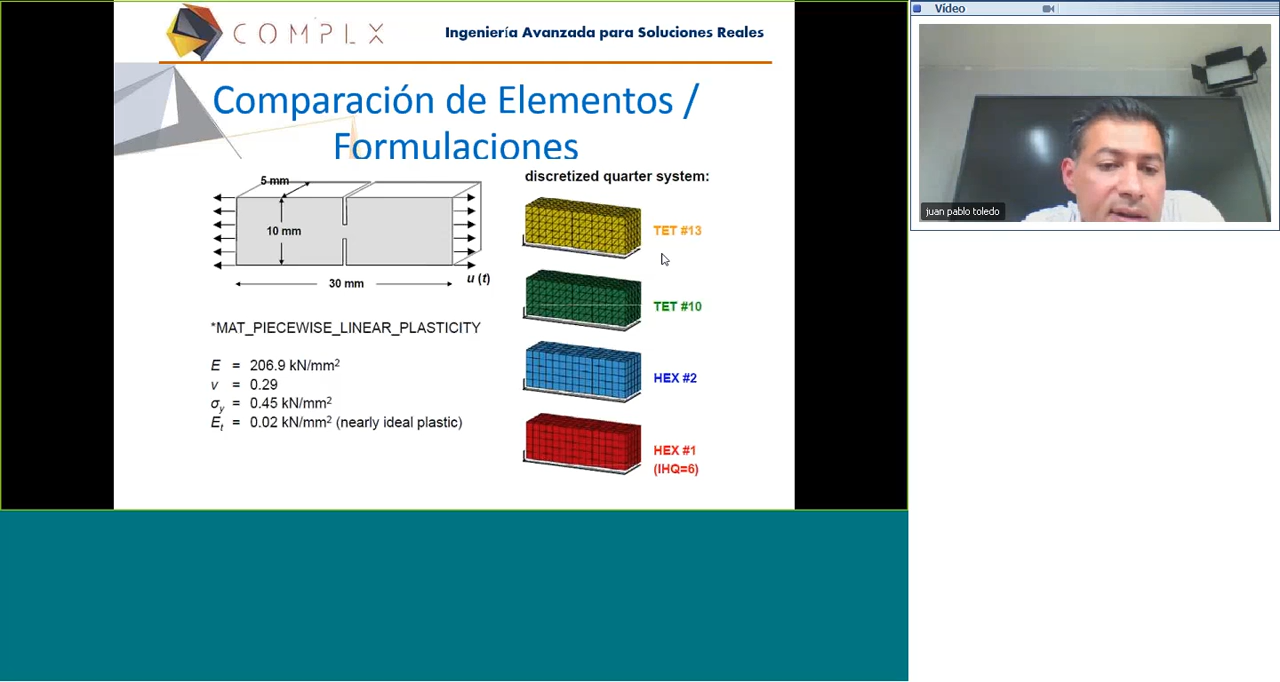 COMPLX
Ingeniería Avanzada para Soluciones Reales
Comparación de Elementos /
Formulaciones
5 mm
10 mm
30 mm
u (t)
*MAT_PIECEWISE_LINEAR_PLASTICITY
E = 206.9 kN/mm²
ν = 0.29
σy = 0.45 kN/mm²
Et = 0.02 kN/mm² (nearly ideal plastic)
discretized quarter system:
TET #13
TET #10
HEX #2
HEX #1
(IHQ=6)
Vídeo
juan pablo toledo